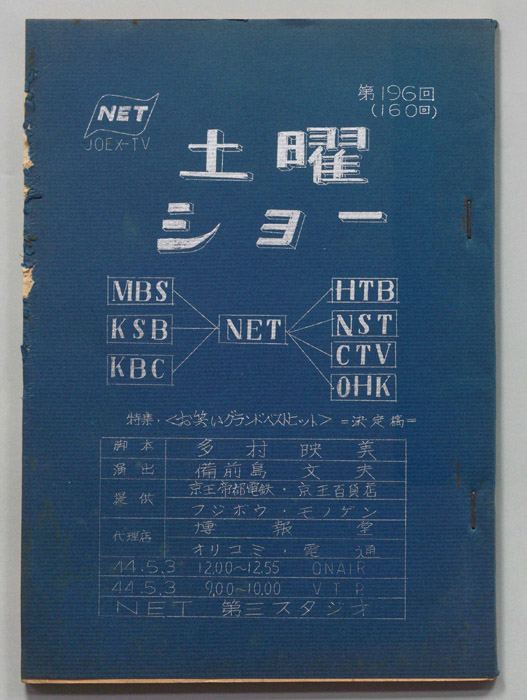 NET
JOEX-TV
第196回
(160回)
土曜
ショー
MBS
KSB
KBC
NET
HTB
NST
CTV
OHK
特集・<お笑いグランドベストヒット> =決定稿=
脚本 多村映美
演出 備前島文夫
提供 京王帝都電鉄・京王百貨店
フジボウ・モノゲン
代理店 博報堂
オリコミ・電通
44.5.3 12.00~12.55 ONAIR
44.5.3 9.00~10.00 VTR
NET 第三スタジオ